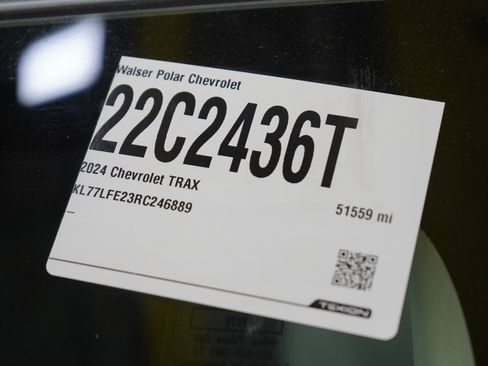 Walser Polar Chevrolet
22C2436T
2024 Chevrolet TRAX
KL77LFE23RC246889
51559 mi
TEKION